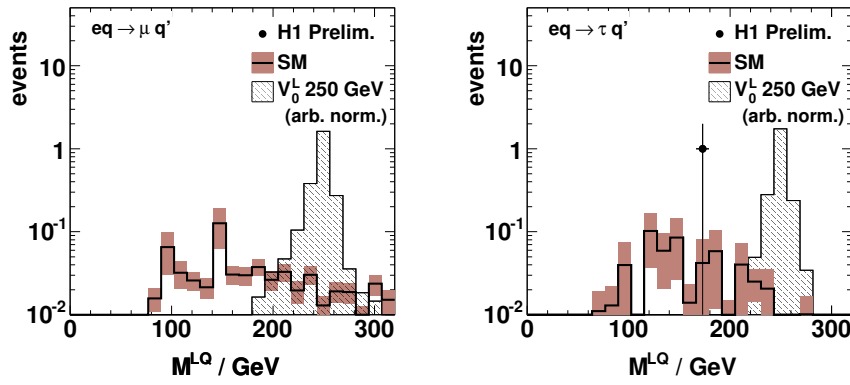 eq → μ q'
H1 Prelim.
SM
V₀ᴸ 250 GeV
(arb. norm.)
events
10
1
10⁻¹
10⁻²
0 100 200 300
Mᴸᑫ / GeV
eq → τ q'
H1 Prelim.
SM
V₀ᴸ 250 GeV
(arb. norm.)
events
10
1
10⁻¹
10⁻²
0 100 200 300
Mᴸᑫ / GeV